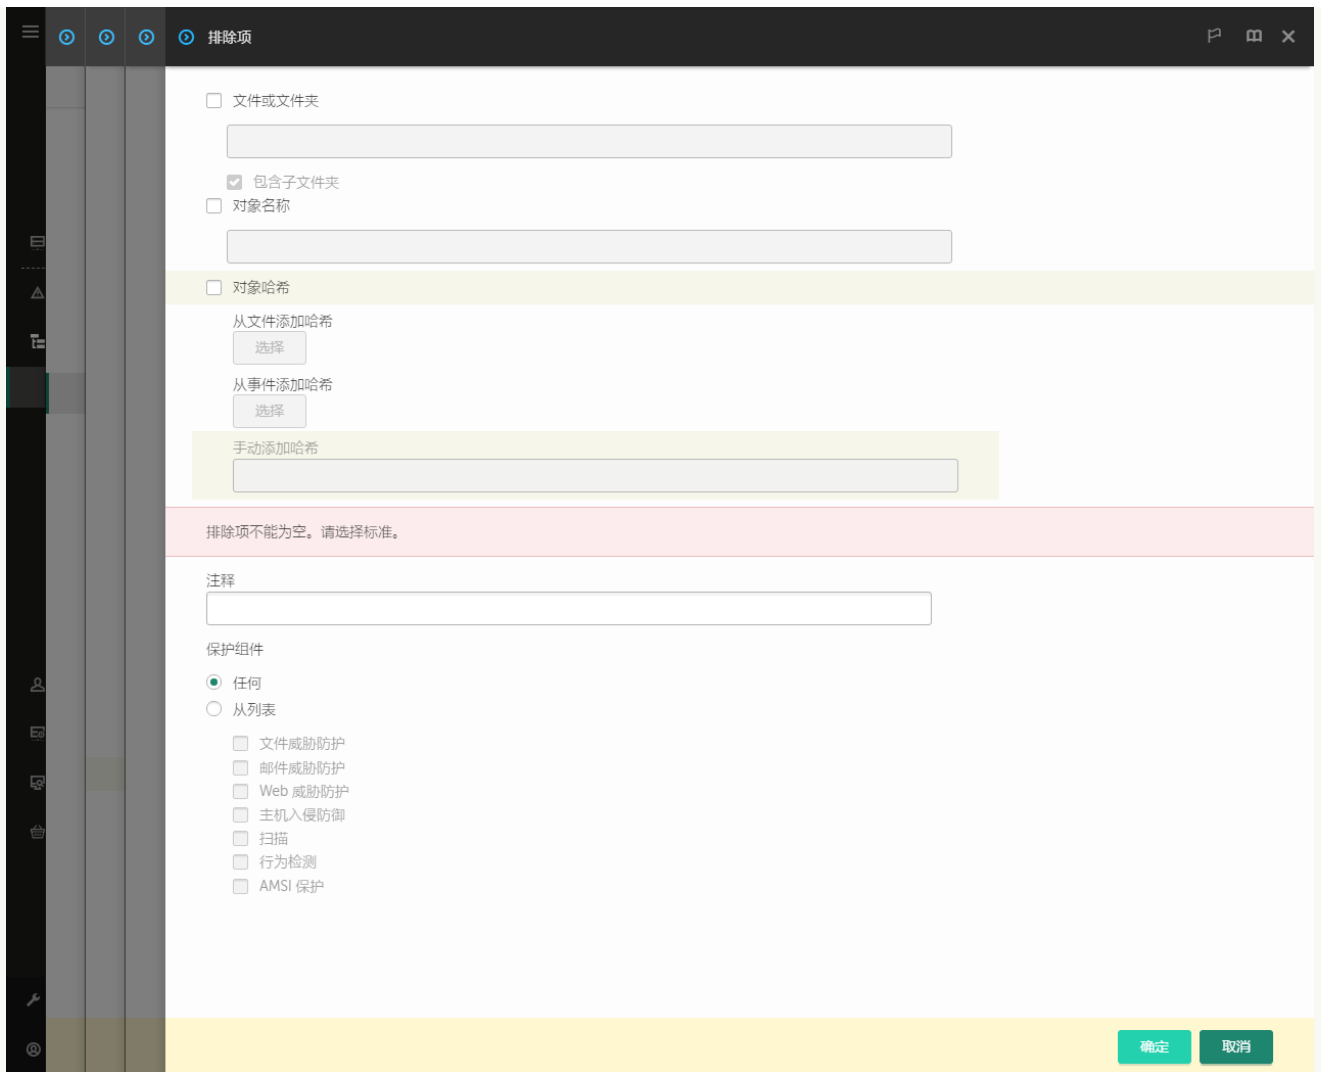 排除项
文件或文件夹
包含子文件夹
对象名称
对象哈希
从文件添加哈希
选择
从事件添加哈希
选择
手动添加哈希
排除项不能为空。请选择标准。
注释
保护组件
任何
从列表
文件威胁防护
邮件威胁防护
Web 威胁防护
主机入侵防御
扫描
行为检测
AMSI 保护
确定
取消